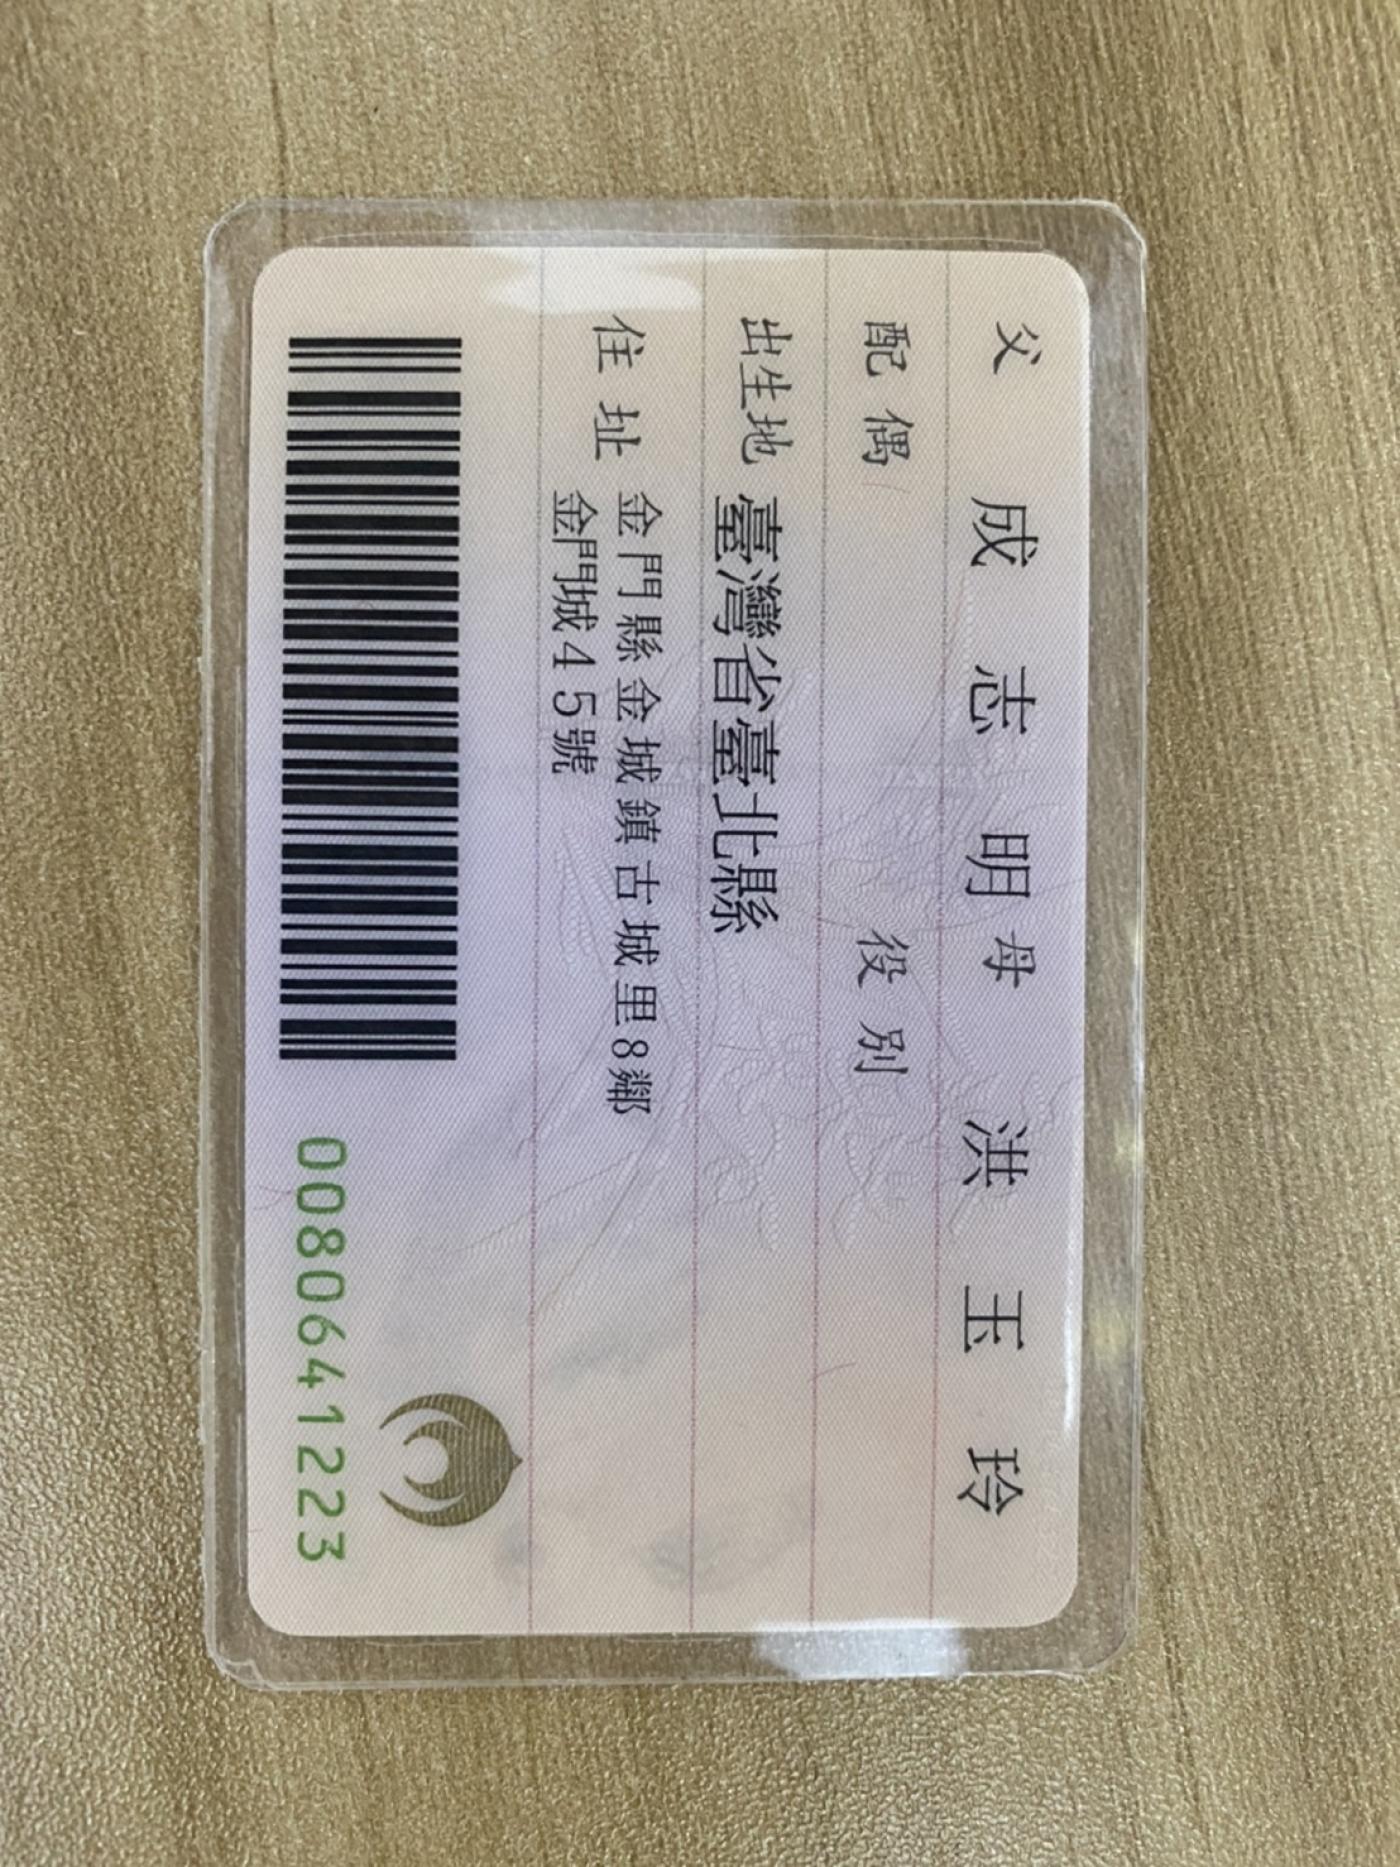 父 成志明 母 洪玉玲
配偶 役別
出生地 臺灣省臺北縣
住址 金門縣金城鎮古城里8鄰
金門城45號
0080641223